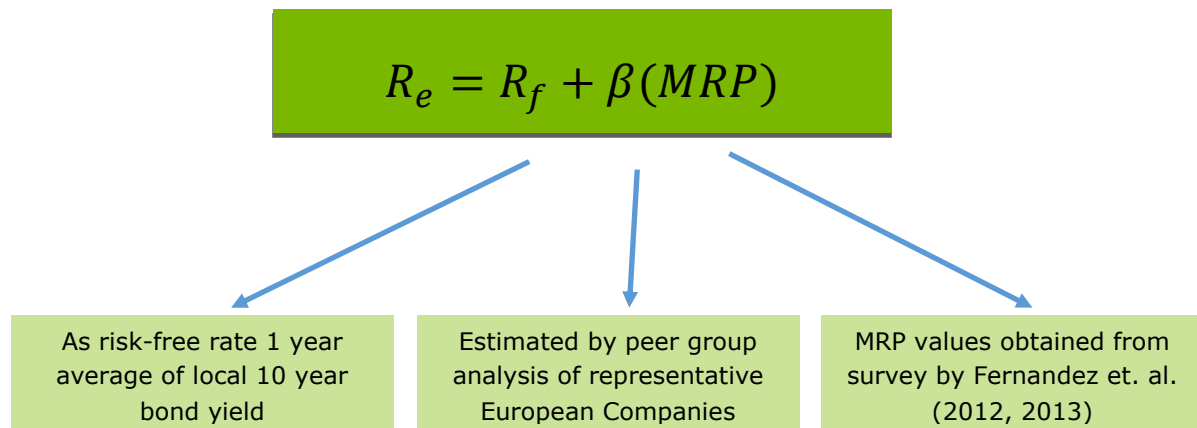 R_e = R_f + β(MRP)
As risk-free rate 1 year
average of local 10 year
bond yield
Estimated by peer group
analysis of representative
European Companies
MRP values obtained from
survey by Fernandez et. al.
(2012, 2013)